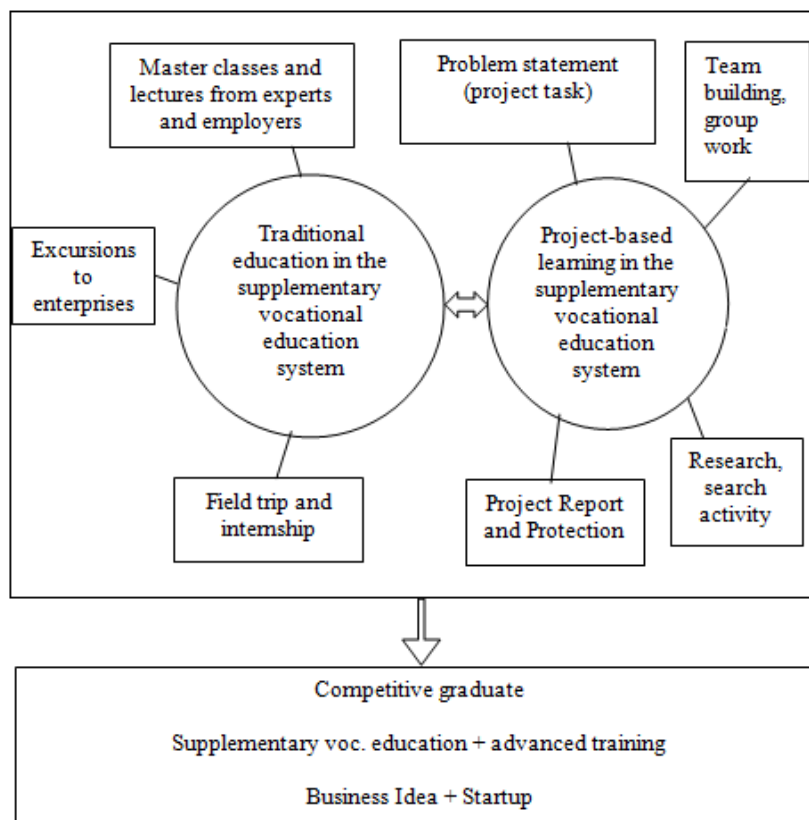 Master classes and
lectures from experts
and employers
Problem statement
(project task)
Team
building,
group
work
Excursions
to
enterprises
Traditional
education in the
supplementary
vocational
education
system
Project-based
learning in the
supplementary
vocational
education
system
Field trip and
internship
Project Report
and Protection
Research,
search
activity
Competitive graduate
Supplementary voc. education + advanced training
Business Idea + Startup